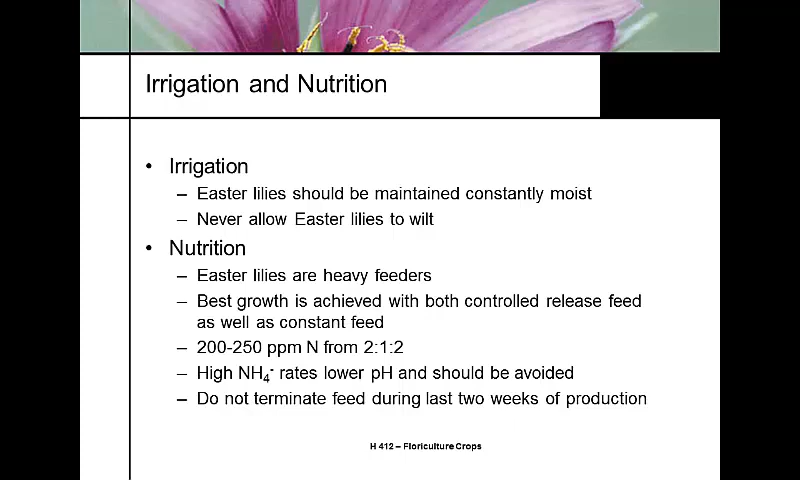 Irrigation and Nutrition
• Irrigation
– Easter lilies should be maintained constantly moist
– Never allow Easter lilies to wilt
• Nutrition
– Easter lilies are heavy feeders
– Best growth is achieved with both controlled release feed
as well as constant feed
– 200-250 ppm N from 2:1:2
– High NH₄⁻ rates lower pH and should be avoided
– Do not terminate feed during last two weeks of production
H 412 – Floriculture Crops